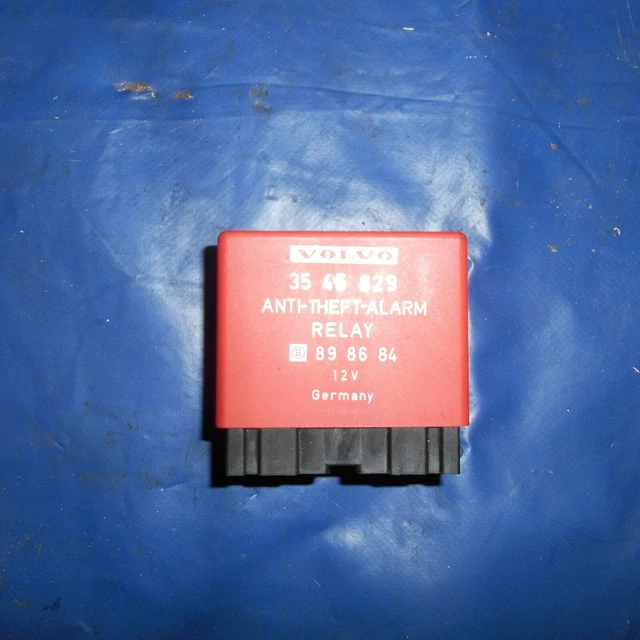 VOLVO
35 45 829
ANTI-THEFT-ALARM
RELAY
S 89 86 84
12V
Germany